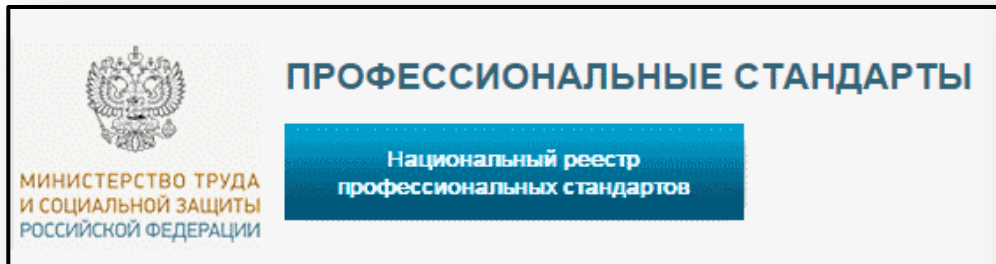 МИНИСТЕРСТВО ТРУДА
И СОЦИАЛЬНОЙ ЗАЩИТЫ
РОССИЙСКОЙ ФЕДЕРАЦИИ
ПРОФЕССИОНАЛЬНЫЕ СТАНДАРТЫ
Национальный реестр
профессиональных стандартов